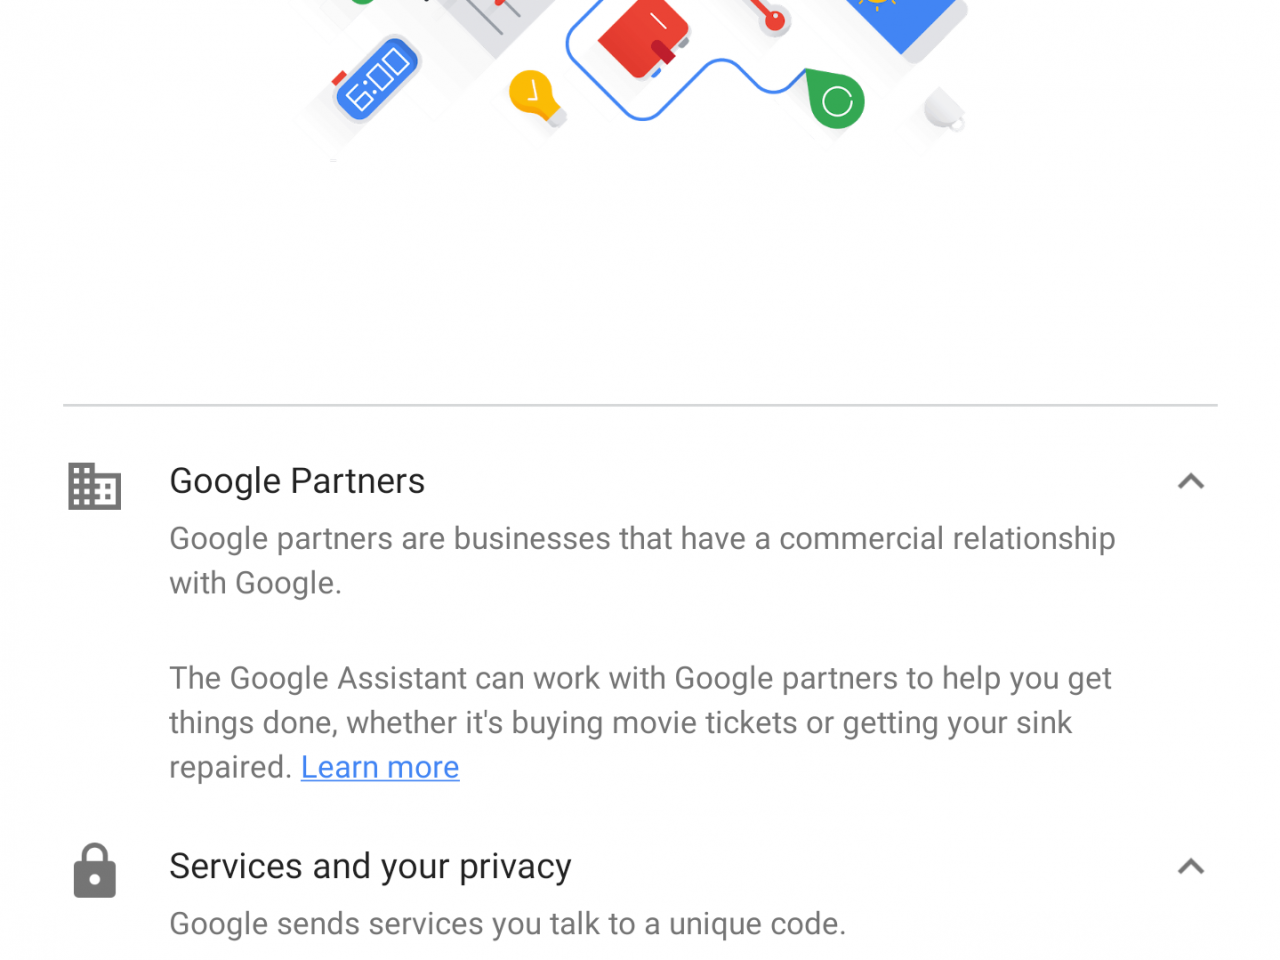 6:00
Google Partners
Google partners are businesses that have a commercial relationship
with Google.
The Google Assistant can work with Google partners to help you get
things done, whether it's buying movie tickets or getting your sink
repaired. Learn more
Services and your privacy
Google sends services you talk to a unique code.